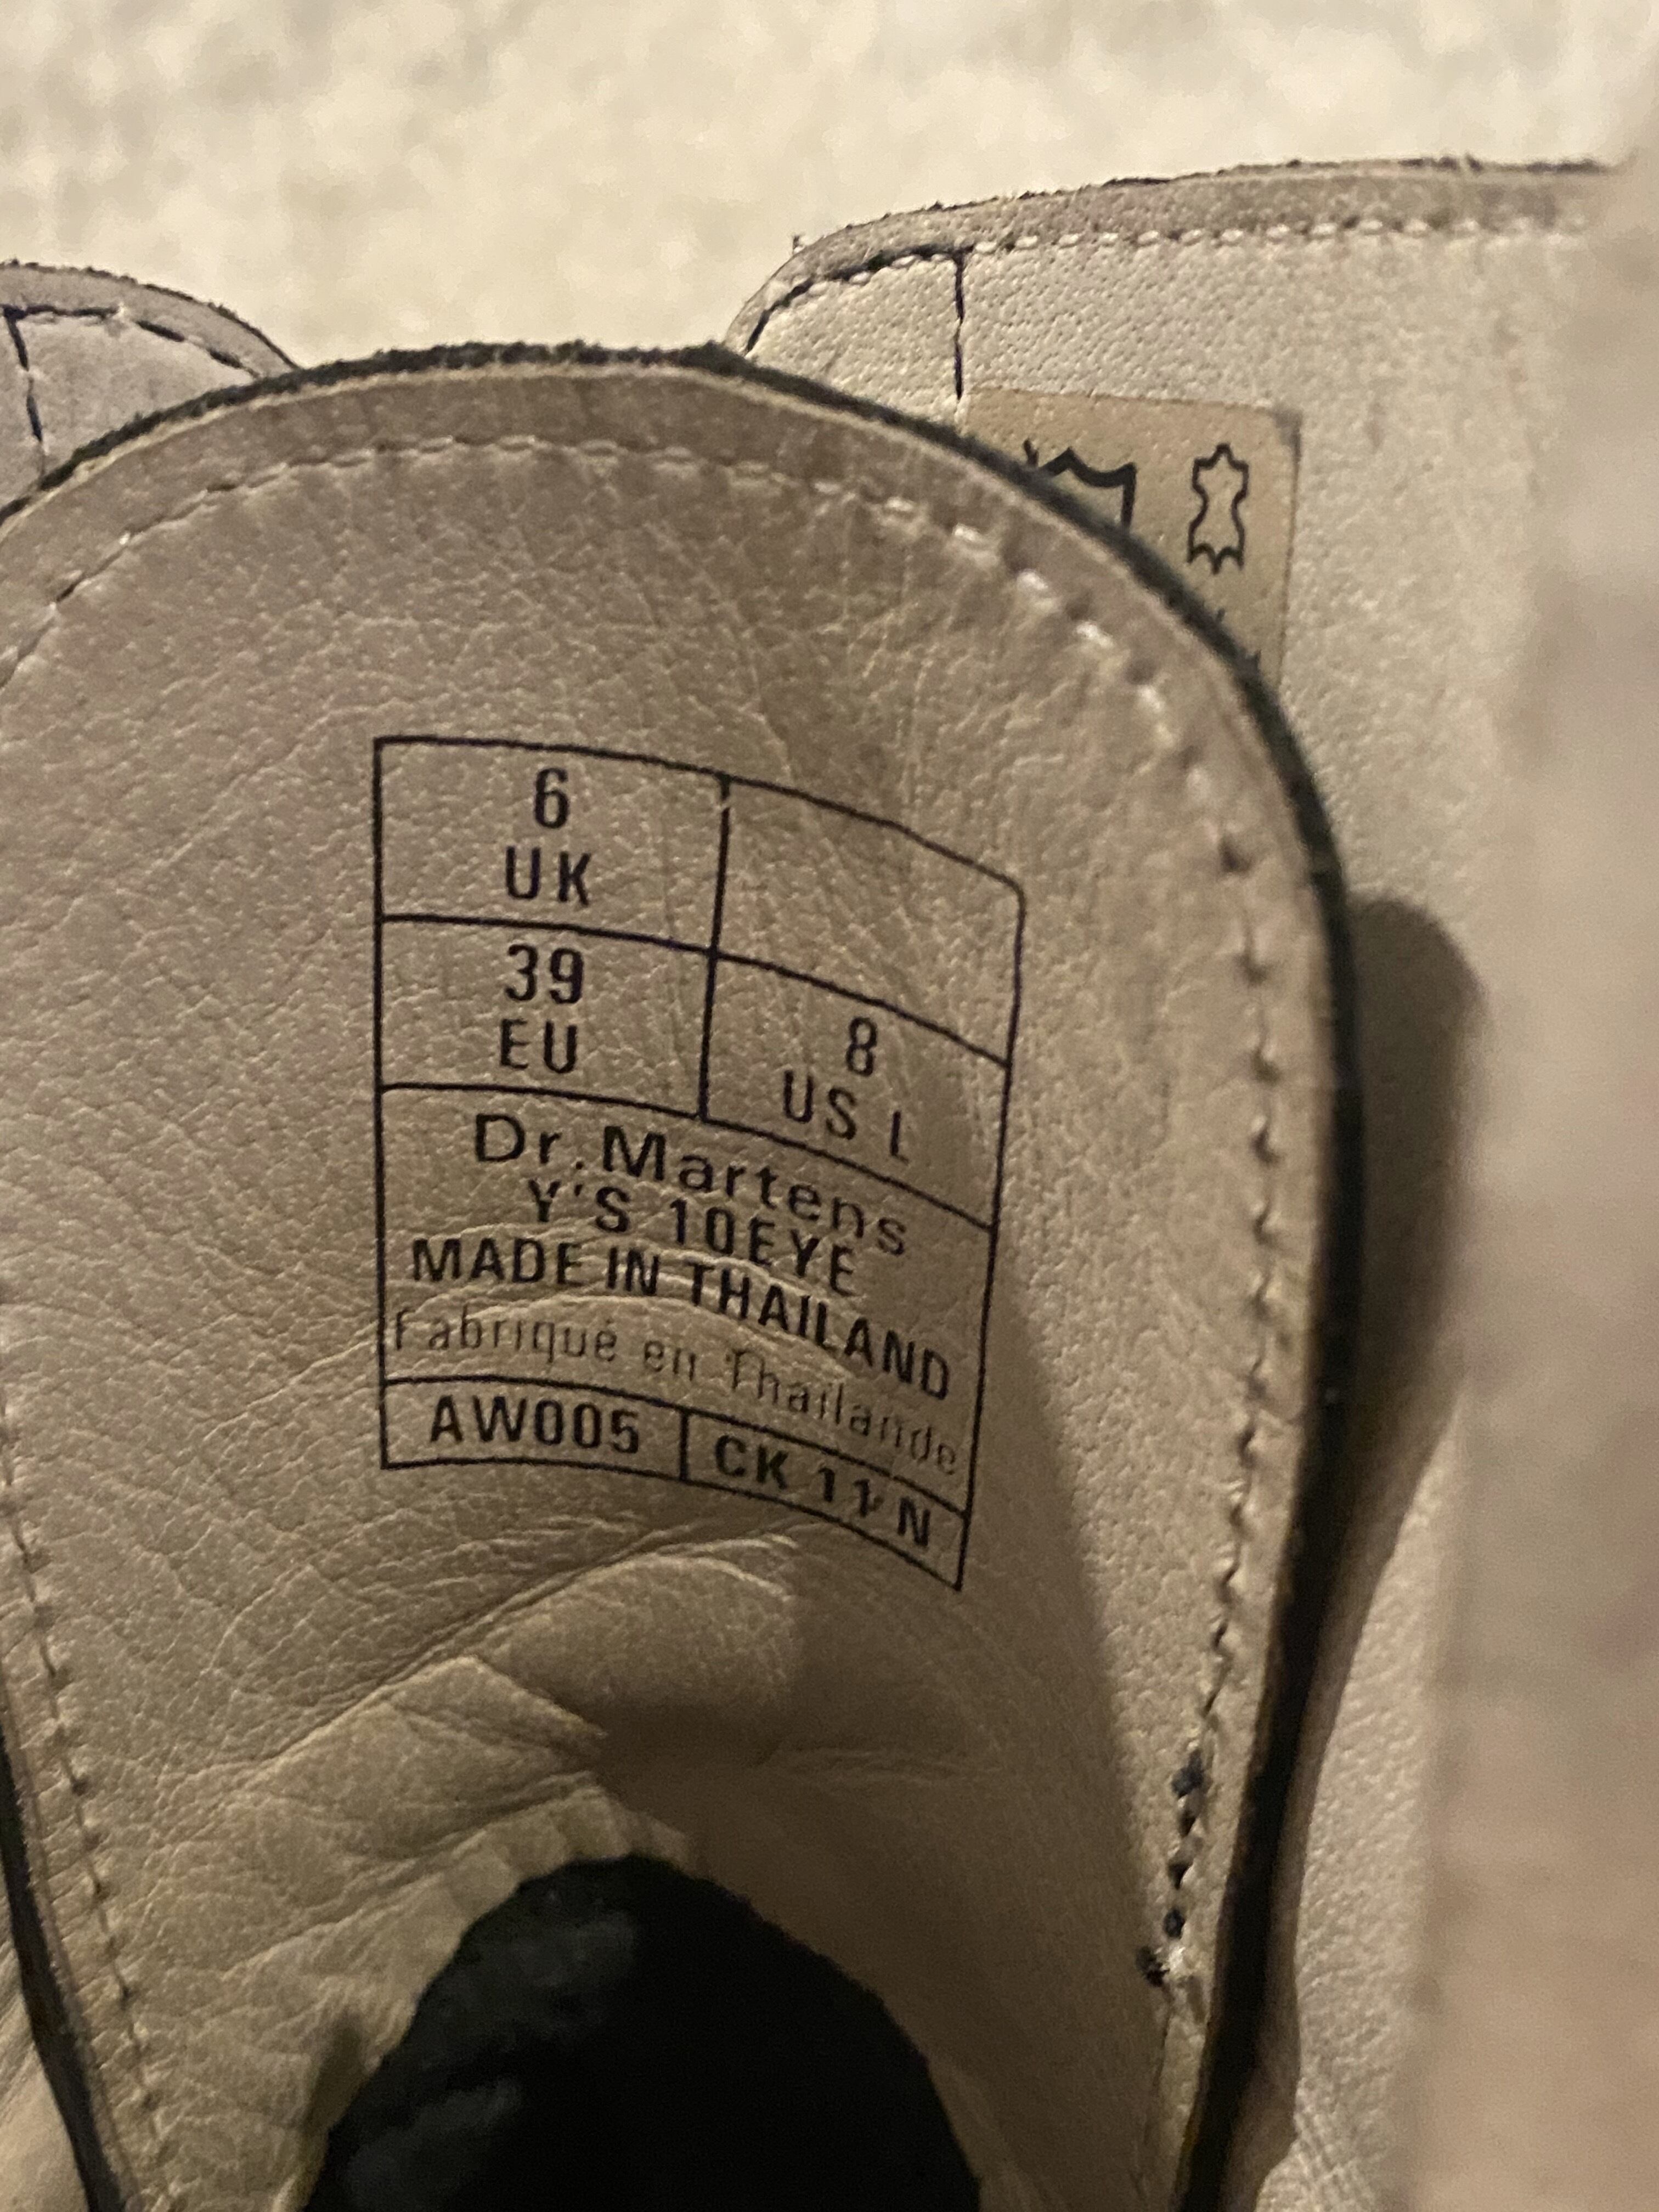 6
UK
39
EU
8
US L
Dr.Martens
Y'S 10EYE
MADE IN THAILAND
Fabriqué en Thailande
AW005
CK 11 N